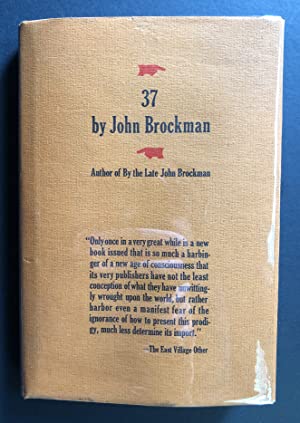 37
by John Brockman
Author of By the Late John Brockman
"Only once in a very great while is a new
book issued that is so much a harbin-
ger of a new age of consciousness that
its very publishers have not the least
conception of what they have unwitting-
ly wrought upon the world, but rather
harbor even a manifest fear of the
ignorance of how to present this prodi-
gy, much less determine its import."
—The East Village Other